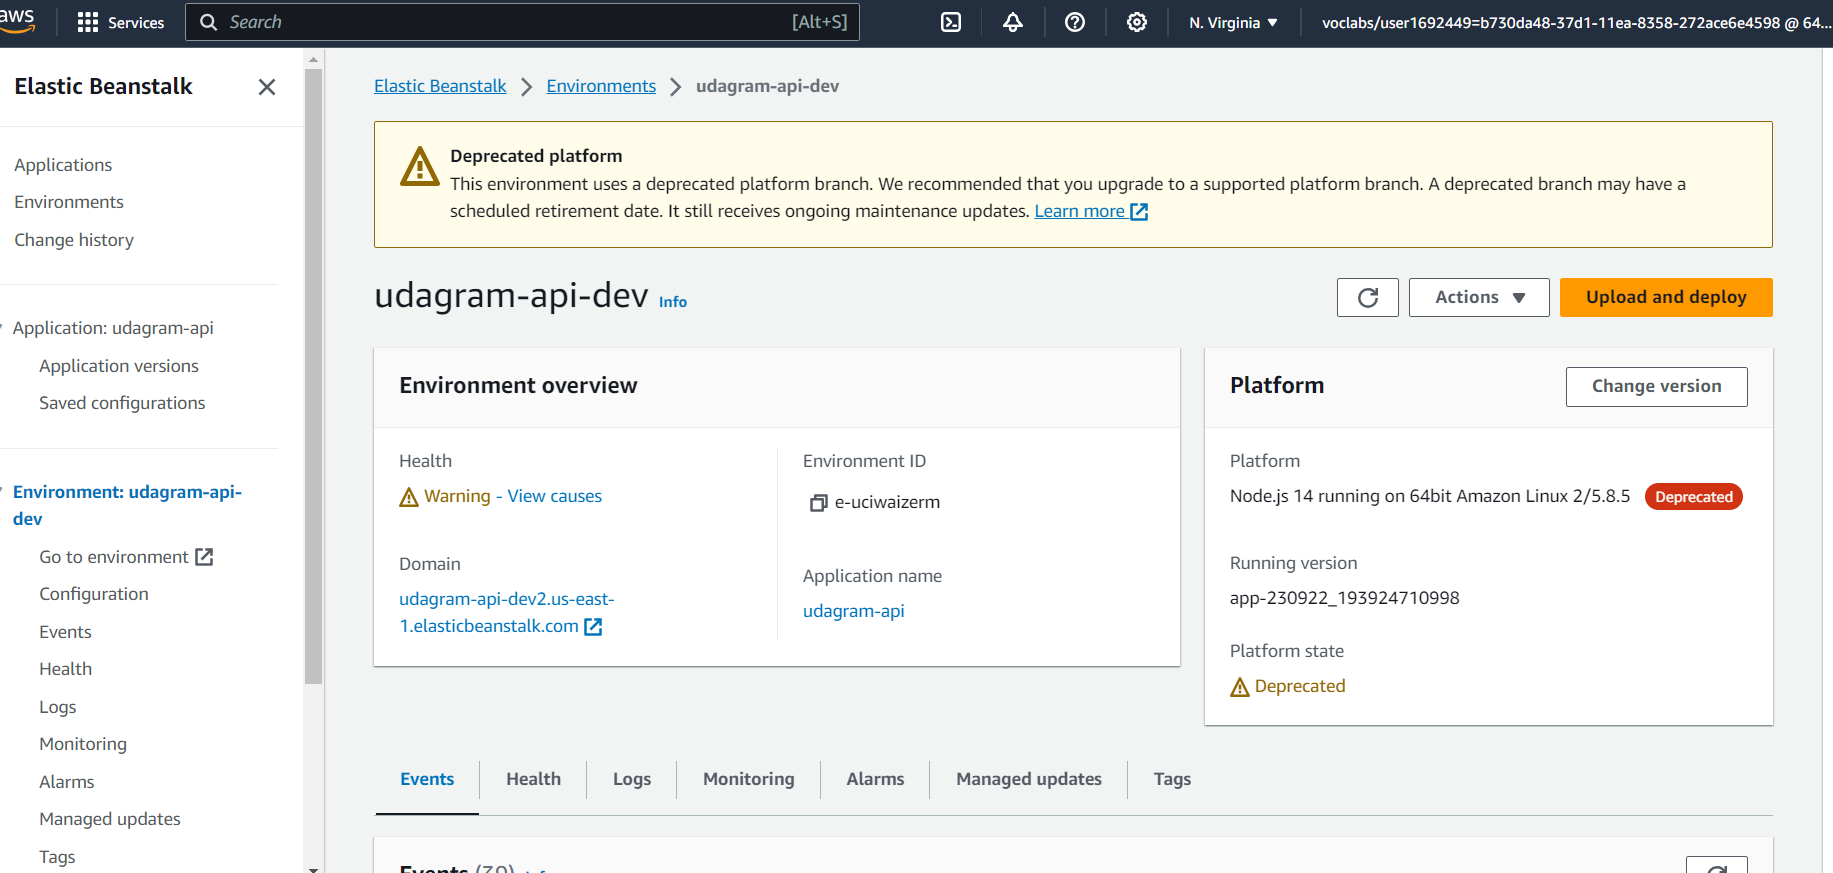 aws
Services
Search
[Alt+S]
N. Virginia
voclabs/user1692449=b730da48-37d1-11ea-8358-272ace6e4598 @ 64...
Elastic Beanstalk
Applications
Environments
Change history
Application: udagram-api
Application versions
Saved configurations
Environment: udagram-api-
dev
Go to environment
Configuration
Events
Health
Logs
Monitoring
Alarms
Managed updates
Tags
Elastic Beanstalk
Environments
udagram-api-dev
Deprecated platform
This environment uses a deprecated platform branch. We recommended that you upgrade to a supported platform branch. A deprecated branch may have a
scheduled retirement date. It still receives ongoing maintenance updates. Learn more
udagram-api-dev Info
Actions
Upload and deploy
Environment overview
Health
Warning - View causes
Domain
udagram-api-dev2.us-east-
1.elasticbeanstalk.com
Environment ID
e-uciwaizerm
Application name
udagram-api
Platform
Change version
Platform
Node.js 14 running on 64bit Amazon Linux 2/5.8.5 Deprecated
Running version
app-230922_193924710998
Platform state
Deprecated
Events
Health
Logs
Monitoring
Alarms
Managed updates
Tags
Events